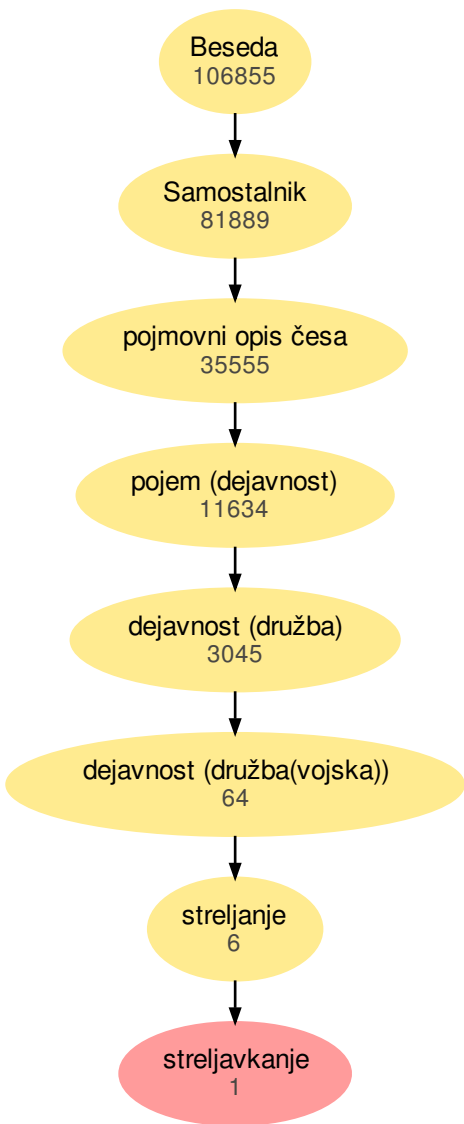 Beseda
106855
Samostalnik
81889
pojmovni opis česa
35555
pojem (dejavnost)
11634
dejavnost (družba)
3045
dejavnost (družba(vojska))
64
streljanje
6
streljavkanje
1